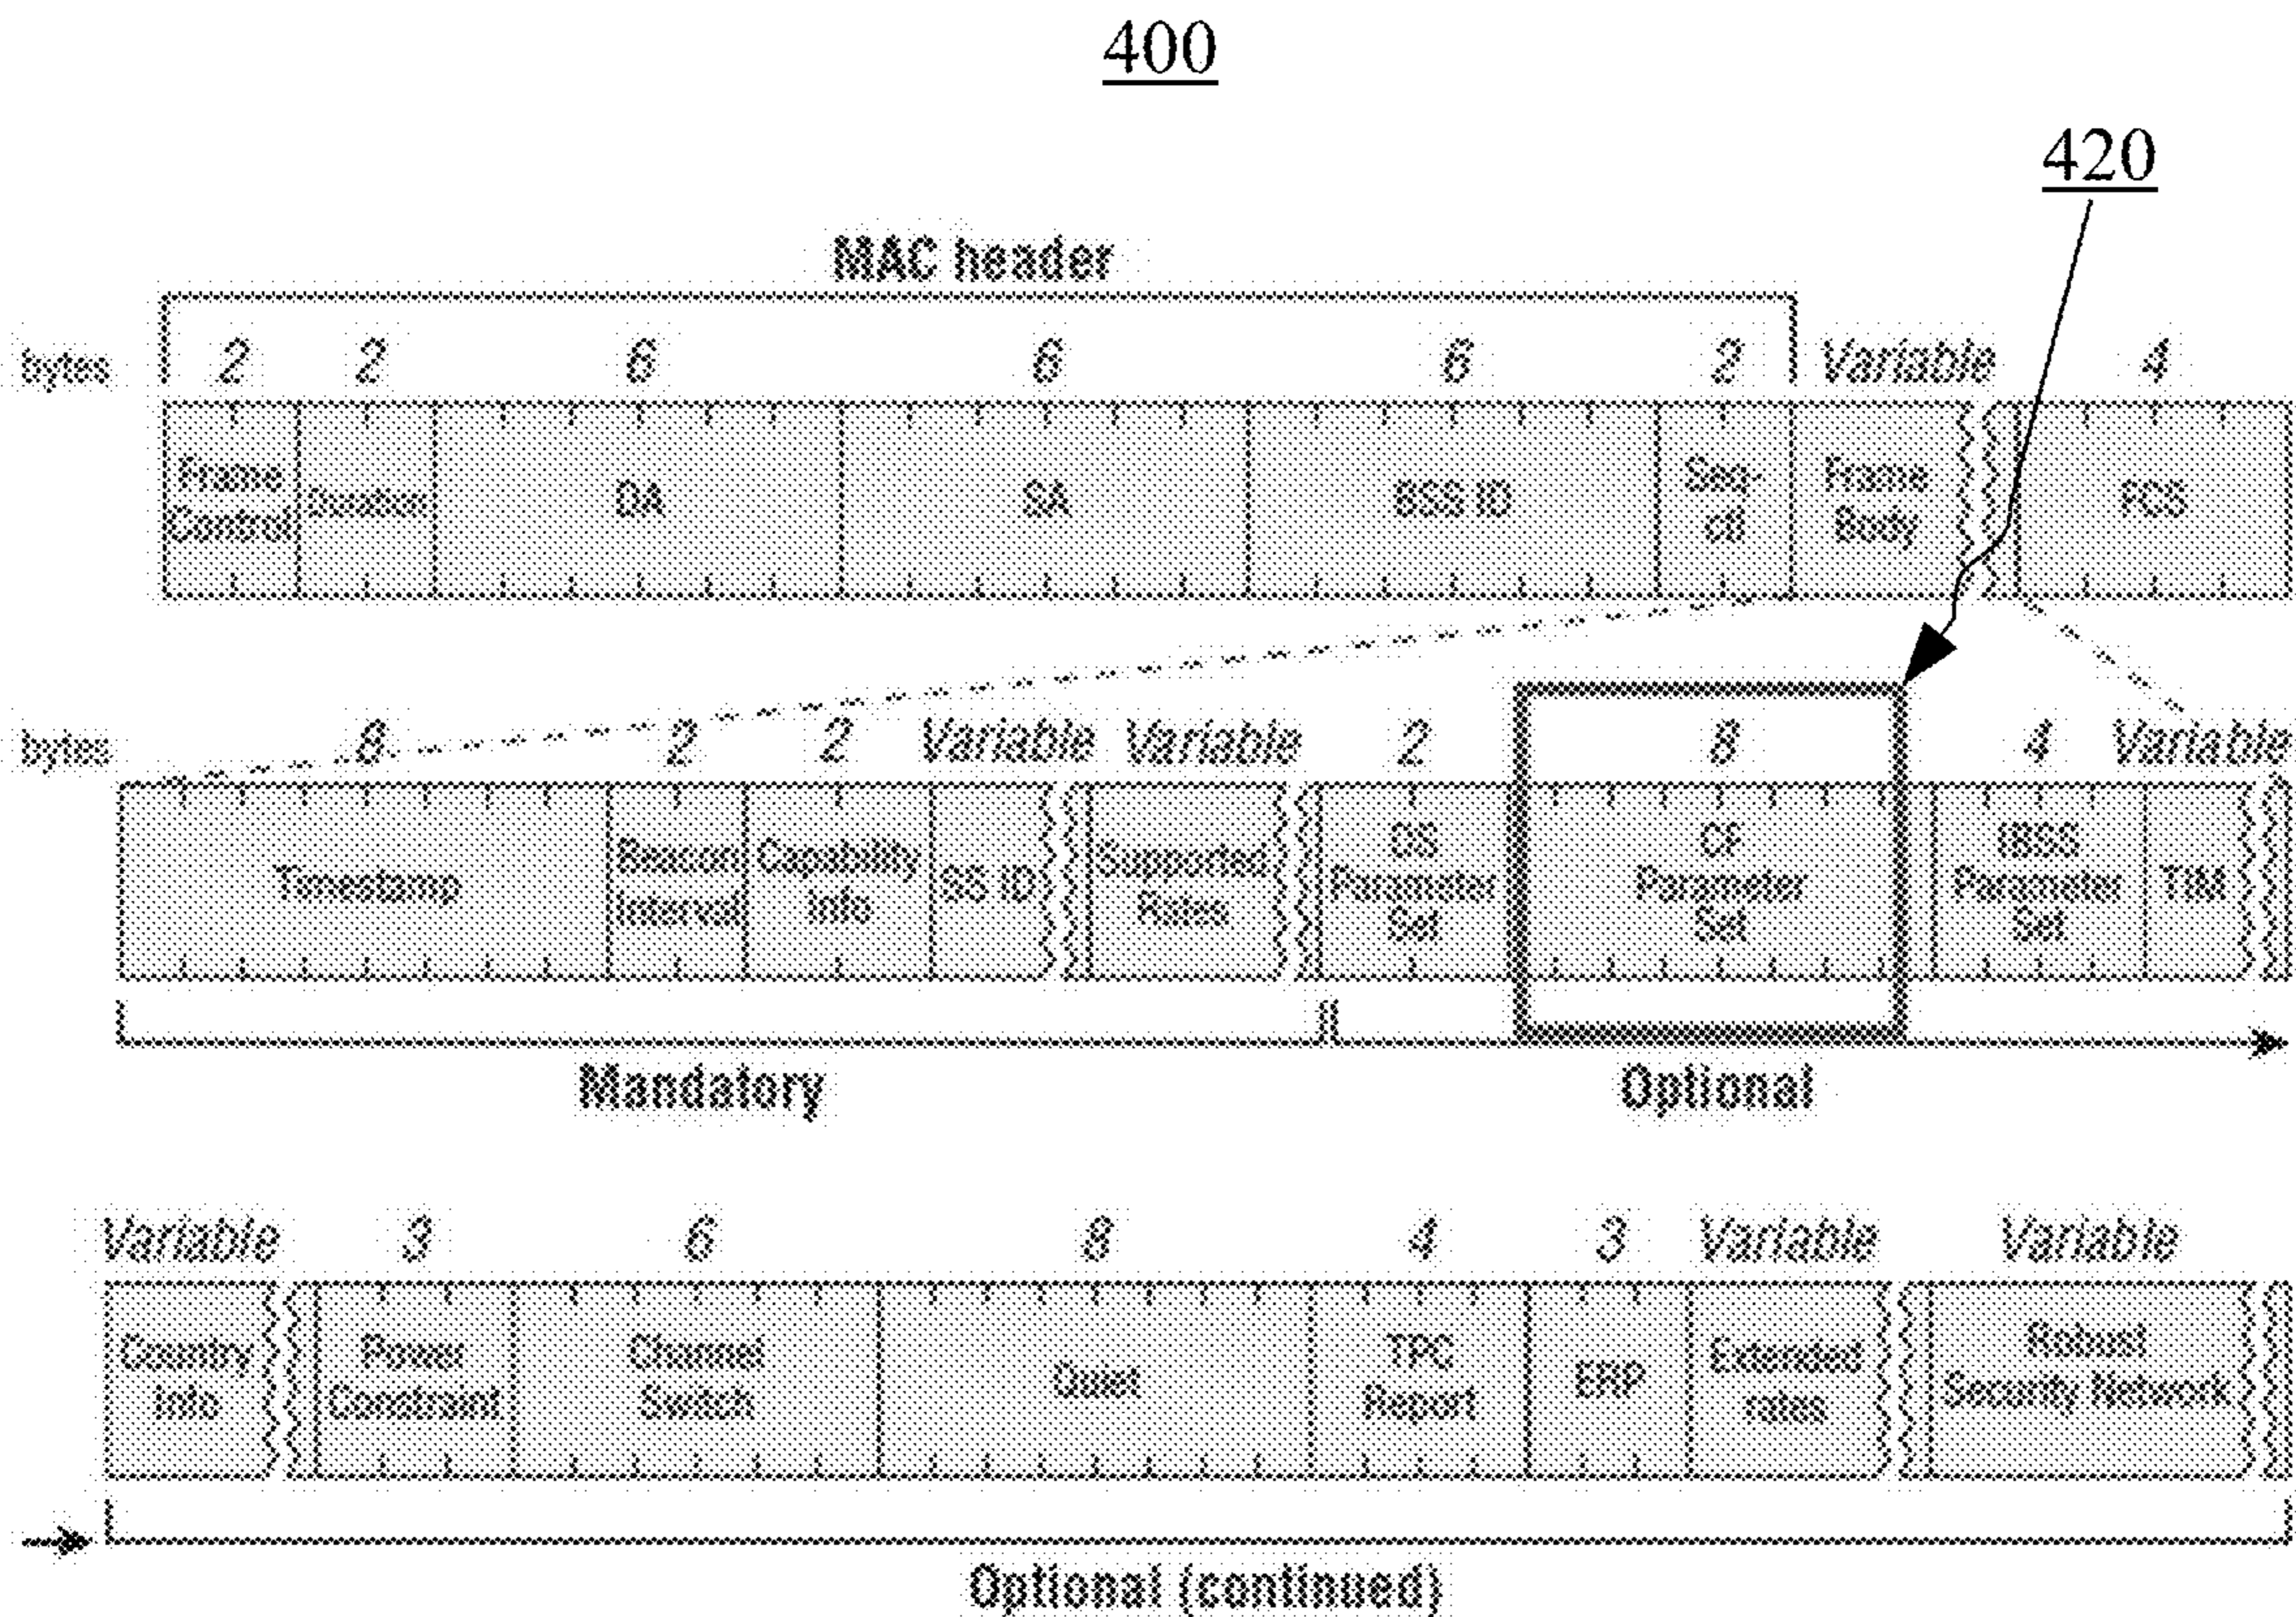 400
420
MAC header
bytes 2 2 6 6 6 2 Variable 4
Frame Control Duration DA SA BSS ID Seq-ctl Frame Body FCS
bytes 8 2 2 Variable Variable 2 8 4 Variable
Timestamp Beacon Interval Capability Info SS ID Supported Rates DS Parameter Set CF Parameter Set IBSS Parameter Set TIM
Mandatory Optional
Variable 3 6 8 4 3 Variable Variable
Country Info Power Constraint Channel Switch Quiet TPC Report ERP Extended rates Robust Security Network
Optional (continued)